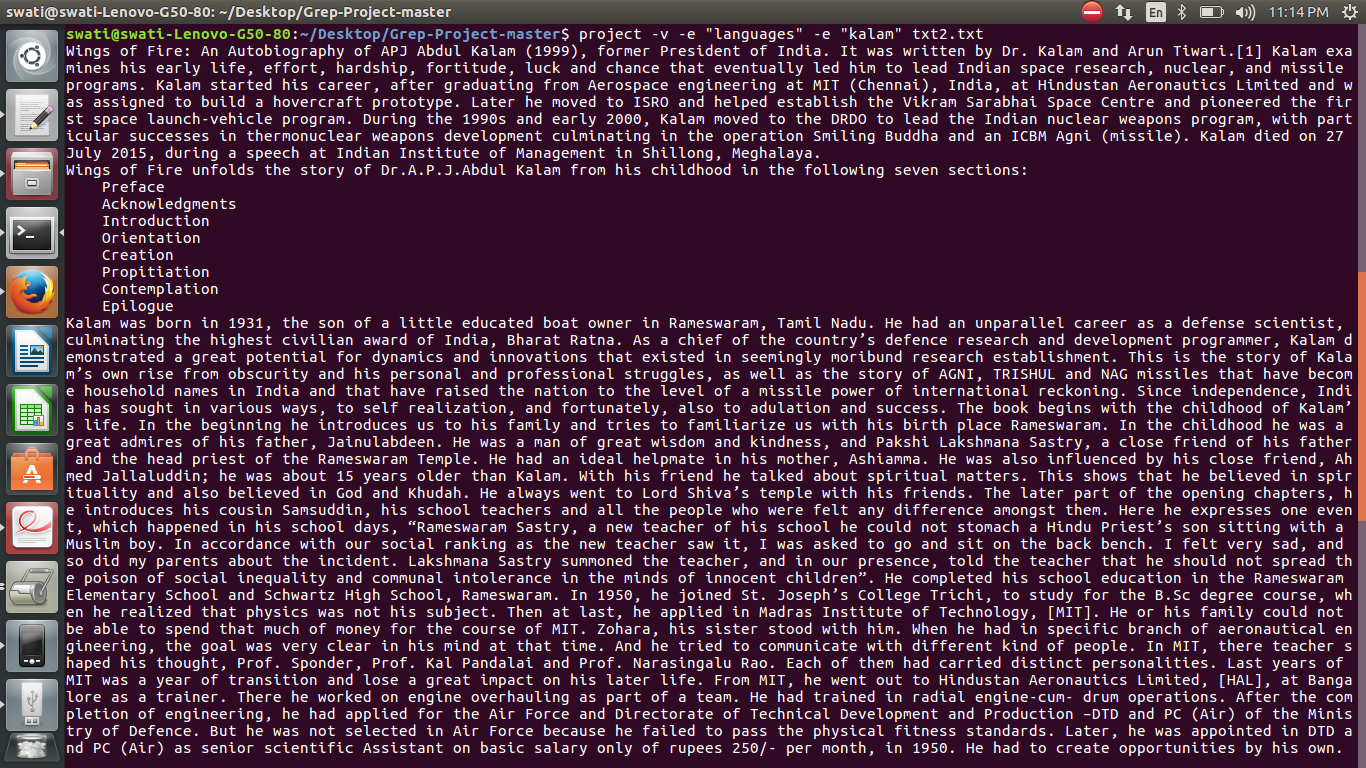 swati@swati-Lenovo-G50-80: ~/Desktop/Grep-Project-master
En
11:14 PM
swati@swati-Lenovo-G50-80:~/Desktop/Grep-Project-master$ project -v -e "languages" -e "kalam" txt2.txt
Wings of Fire: An Autobiography of APJ Abdul Kalam (1999), former President of India. It was written by Dr. Kalam and Arun Tiwari.[1] Kalam exa
mines his early life, effort, hardship, fortitude, luck and chance that eventually led him to lead Indian space research, nuclear, and missile
programs. Kalam started his career, after graduating from Aerospace engineering at MIT (Chennai), India, at Hindustan Aeronautics Limited and w
as assigned to build a hovercraft prototype. Later he moved to ISRO and helped establish the Vikram Sarabhai Space Centre and pioneered the fir
st space launch-vehicle program. During the 1990s and early 2000, Kalam moved to the DRDO to lead the Indian nuclear weapons program, with part
icular successes in thermonuclear weapons development culminating in the operation Smiling Buddha and an ICBM Agni (missile). Kalam died on 27
July 2015, during a speech at Indian Institute of Management in Shillong, Meghalaya.
Wings of Fire unfolds the story of Dr.A.P.J.Abdul Kalam from his childhood in the following seven sections:
Preface
Acknowledgments
Introduction
Orientation
Creation
Propitiation
Contemplation
Epilogue
Kalam was born in 1931, the son of a little educated boat owner in Rameswaram, Tamil Nadu. He had an unparallel career as a defense scientist,
culminating the highest civilian award of India, Bharat Ratna. As a chief of the country’s defence research and development programmer, Kalam d
emonstrated a great potential for dynamics and innovations that existed in seemingly moribund research establishment. This is the story of Kala
m’s own rise from obscurity and his personal and professional struggles, as well as the story of AGNI, TRISHUL and NAG missiles that have becom
e household names in India and that have raised the nation to the level of a missile power of international reckoning. Since independence, Indi
a has sought in various ways, to self realization, and fortunately, also to adulation and success. The book begins with the childhood of Kalam’
s life. In the beginning he introduces us to his family and tries to familiarize us with his birth place Rameswaram. In the childhood he was a
great admires of his father, Jainulabdeen. He was a man of great wisdom and kindness, and Pakshi Lakshmana Sastry, a close friend of his father
and the head priest of the Rameswaram Temple. He had an ideal helpmate in his mother, Ashiamma. He was also influenced by his close friend, Ah
med Jallaluddin; he was about 15 years older than Kalam. With his friend he talked about spiritual matters. This shows that he believed in spir
ituality and also believed in God and Khudah. He always went to Lord Shiva’s temple with his friends. The later part of the opening chapters, h
e introduces his cousin Samsuddin, his school teachers and all the people who were felt any difference amongst them. Here he expresses one even
t, which happened in his school days, “Rameswaram Sastry, a new teacher of his school he could not stomach a Hindu Priest’s son sitting with a
Muslim boy. In accordance with our social ranking as the new teacher saw it, I was asked to go and sit on the back bench. I felt very sad, and
so did my parents about the incident. Lakshmana Sastry summoned the teacher, and in our presence, told the teacher that he should not spread th
e poison of social inequality and communal intolerance in the minds of innocent children”. He completed his school education in the Rameswaram
Elementary School and Schwartz High School, Rameswaram. In 1950, he joined St. Joseph’s College Trichi, to study for the B.Sc degree course, wh
en he realized that physics was not his subject. Then at last, he applied in Madras Institute of Technology, [MIT]. He or his family could not
be able to spend that much of money for the course of MIT. Zohara, his sister stood with him. When he had in specific branch of aeronautical en
gineering, the goal was very clear in his mind at that time. And he tried to communicate with different kind of people. In MIT, there teacher s
haped his thought, Prof. Sponder, Prof. Kal Pandalai and Prof. Narasingalu Rao. Each of them had carried distinct personalities. Last years of
MIT was a year of transition and lose a great impact on his later life. From MIT, he went out to Hindustan Aeronautics Limited, [HAL], at Banga
lore as a trainer. There he worked on engine overhauling as part of a team. He had trained in radial engine-cum- drum operations. After the com
pletion of engineering, he had applied for the Air Force and Directorate of Technical Development and Production –DTD and PC (Air) of the Minis
try of Defence. But he was not selected in Air Force because he failed to pass the physical fitness standards. Later, he was appointed in DTD a
nd PC (Air) as senior scientific Assistant on basic salary only of rupees 250/- per month, in 1950. He had to create opportunities by his own.